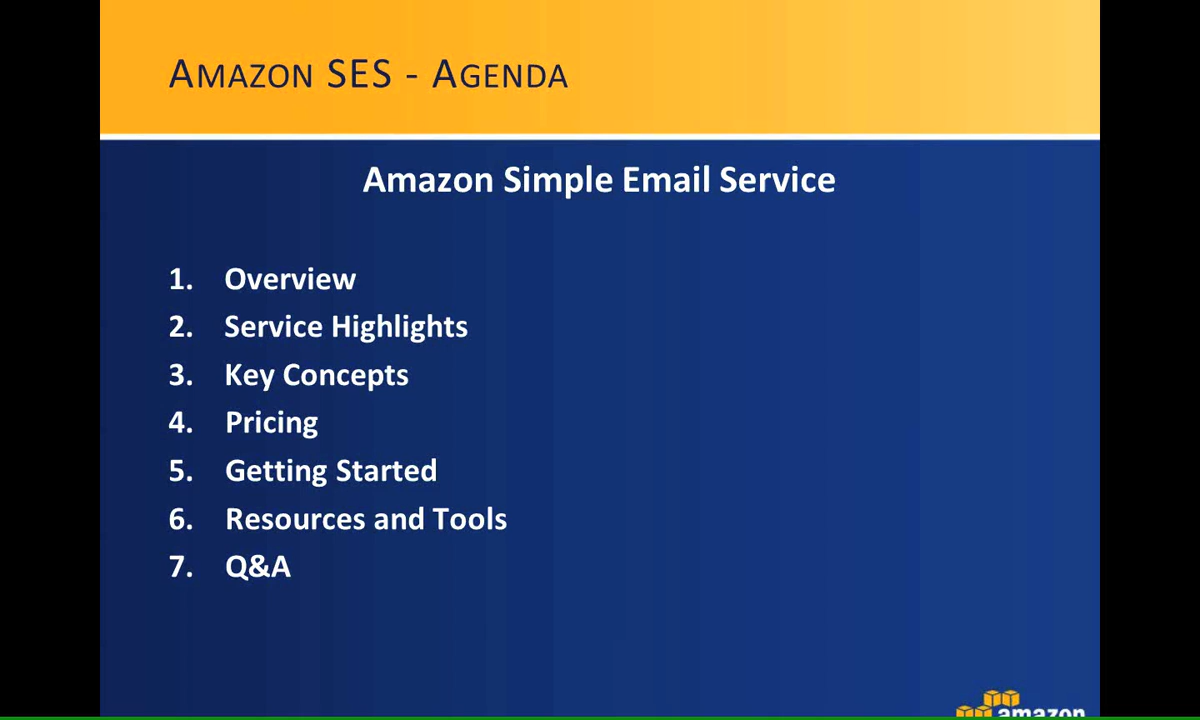 AMAZON SES - AGENDA
Amazon Simple Email Service
1. Overview
2. Service Highlights
3. Key Concepts
4. Pricing
5. Getting Started
6. Resources and Tools
7. Q&A
amazon